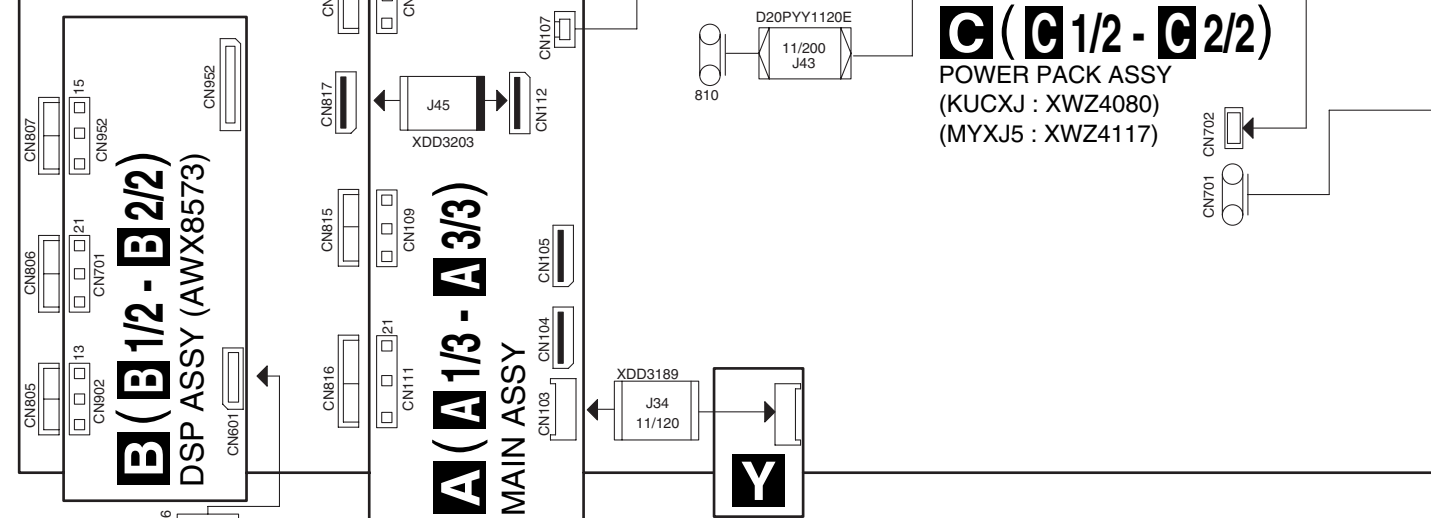 CN
CN
CN107
D20PYY1120E
11/200
J43
810
C ( C 1/2 - C 2/2)
POWER PACK ASSY
(KUCXJ : XWZ4080)
(MYXJ5 : XWZ4117)
CN702
CN701
CN807
15
CN952
CN952
CN817
J45
CN112
XDD3203
CN806
21
CN701
CN815
CN109
CN105
B ( B 1/2 - B 2/2)
DSP ASSY (AWX8573)
A ( A 1/3 - A 3/3)
MAIN ASSY
CN805
13
CN902
CN601
CN816
21
CN111
CN104
CN103
XDD3189
J34
11/120
Y
6